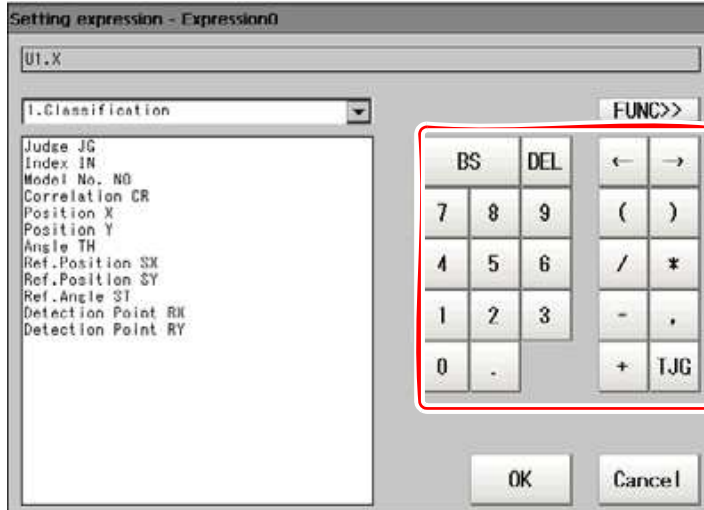 Setting expression - Expression0
U1.X
1.Classification
FUNC>>
Judge JG
Index IN
Model No. NO
Correlation CR
Position X
Position Y
Angle TH
Ref.Position SX
Ref.Position SY
Ref.Angle ST
Detection Point RX
Detection Point RY
BS DEL ← →
7 8 9 ( )
4 5 6 / *
1 2 3 - ,
0 . + TJG
OK Cancel